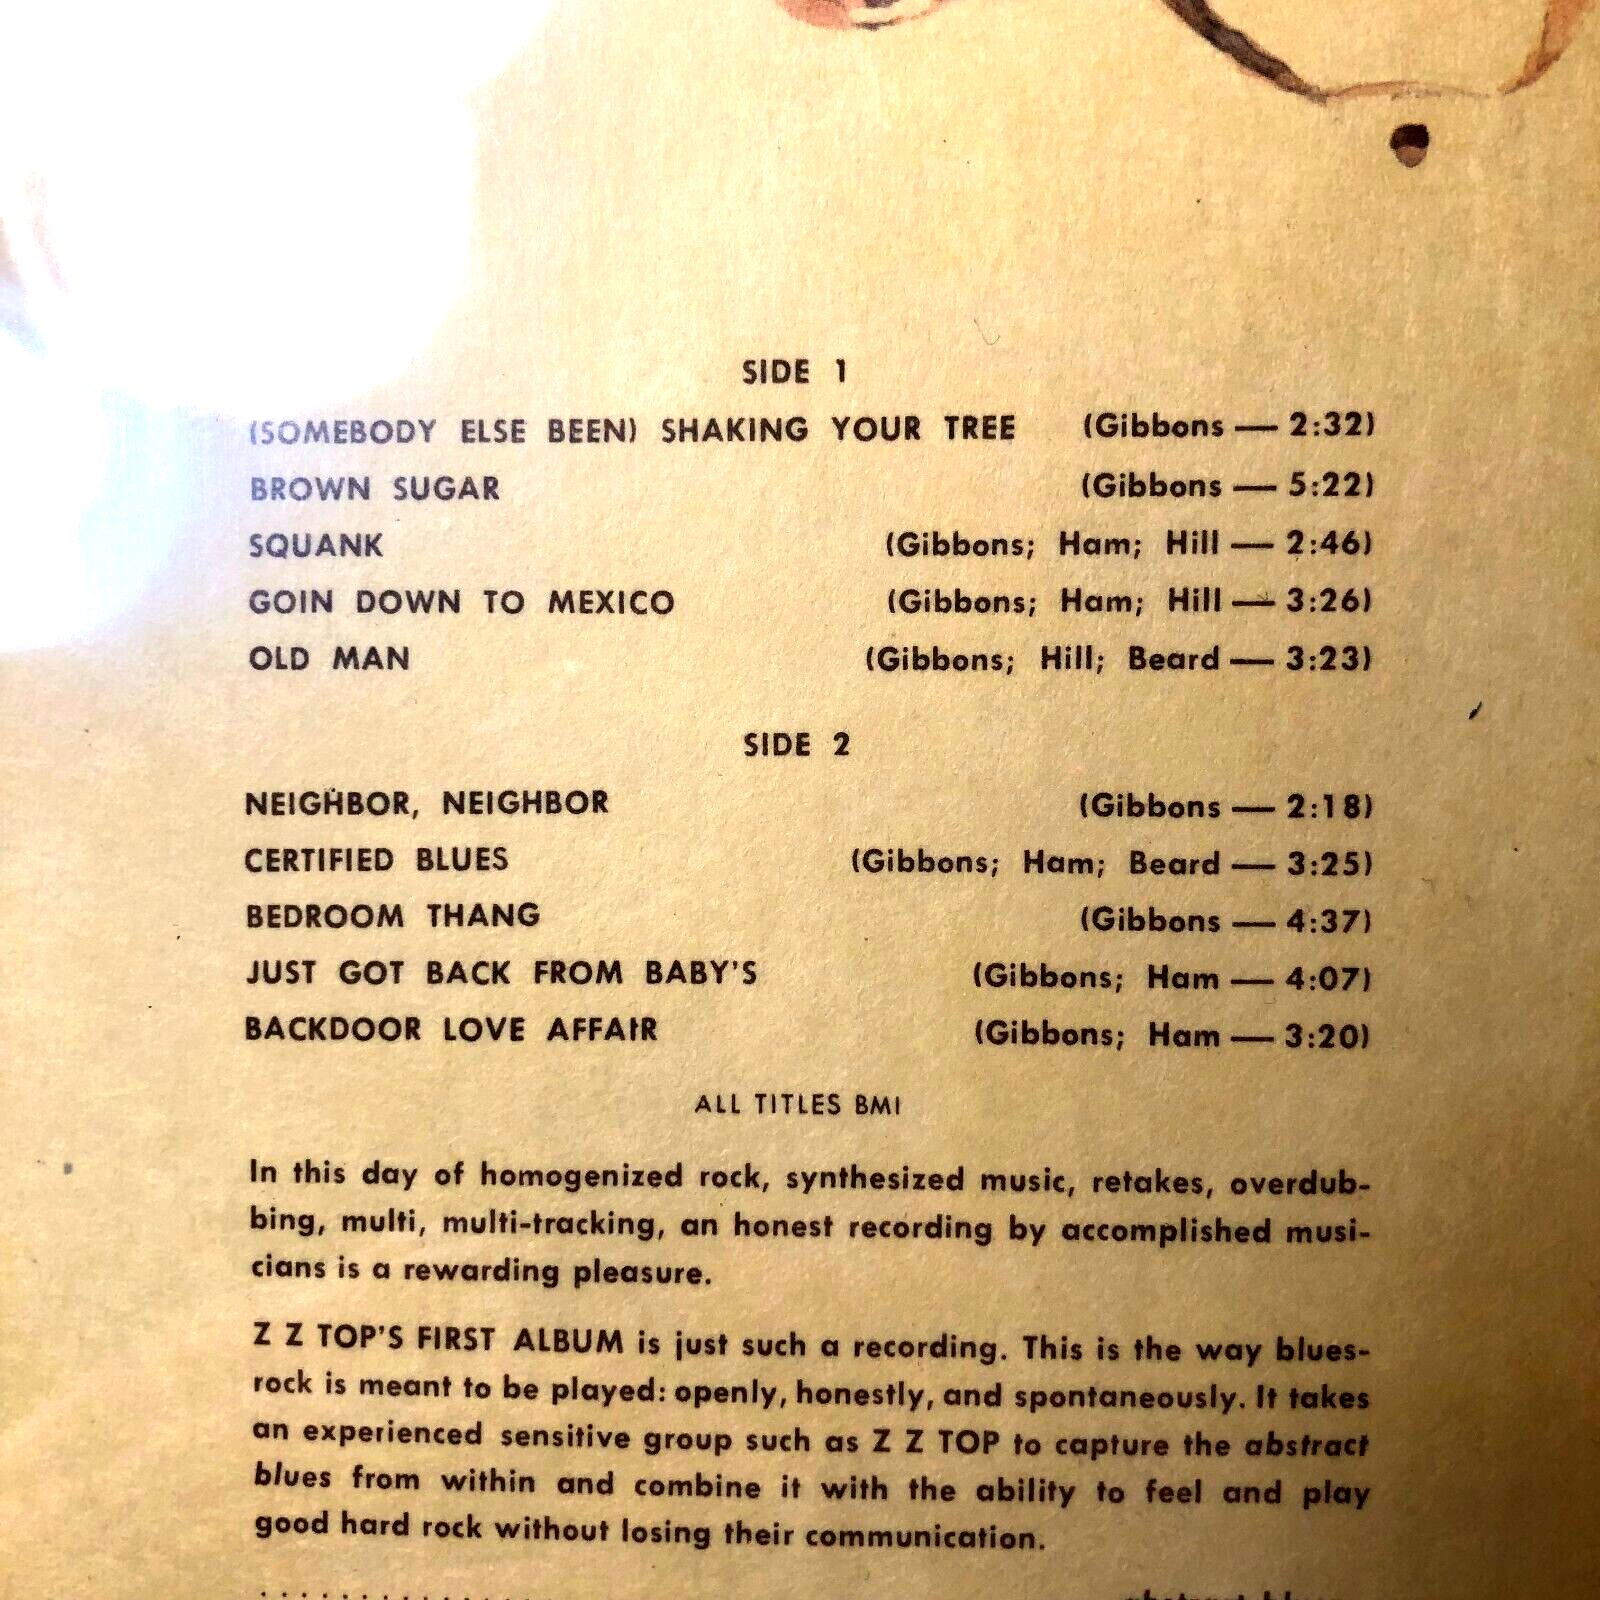 SIDE 1
(SOMEBODY ELSE BEEN) SHAKING YOUR TREE (Gibbons — 2:32)
BROWN SUGAR (Gibbons — 5:22)
SQUANK (Gibbons; Ham; Hill — 2:46)
GOIN DOWN TO MEXICO (Gibbons; Ham; Hill — 3:26)
OLD MAN (Gibbons; Hill; Beard — 3:23)
SIDE 2
NEIGHBOR, NEIGHBOR (Gibbons — 2:18)
CERTIFIED BLUES (Gibbons; Ham; Beard — 3:25)
BEDROOM THANG (Gibbons — 4:37)
JUST GOT BACK FROM BABY'S (Gibbons; Ham — 4:07)
BACKDOOR LOVE AFFAIR (Gibbons; Ham — 3:20)
ALL TITLES BMI
In this day of homogenized rock, synthesized music, retakes, overdub-
bing, multi, multi-tracking, an honest recording by accomplished musi-
cians is a rewarding pleasure.
Z Z TOP'S FIRST ALBUM is just such a recording. This is the way blues-
rock is meant to be played: openly, honestly, and spontaneously. It takes
an experienced sensitive group such as Z Z TOP to capture the abstract
blues from within and combine it with the ability to feel and play
good hard rock without losing their communication.